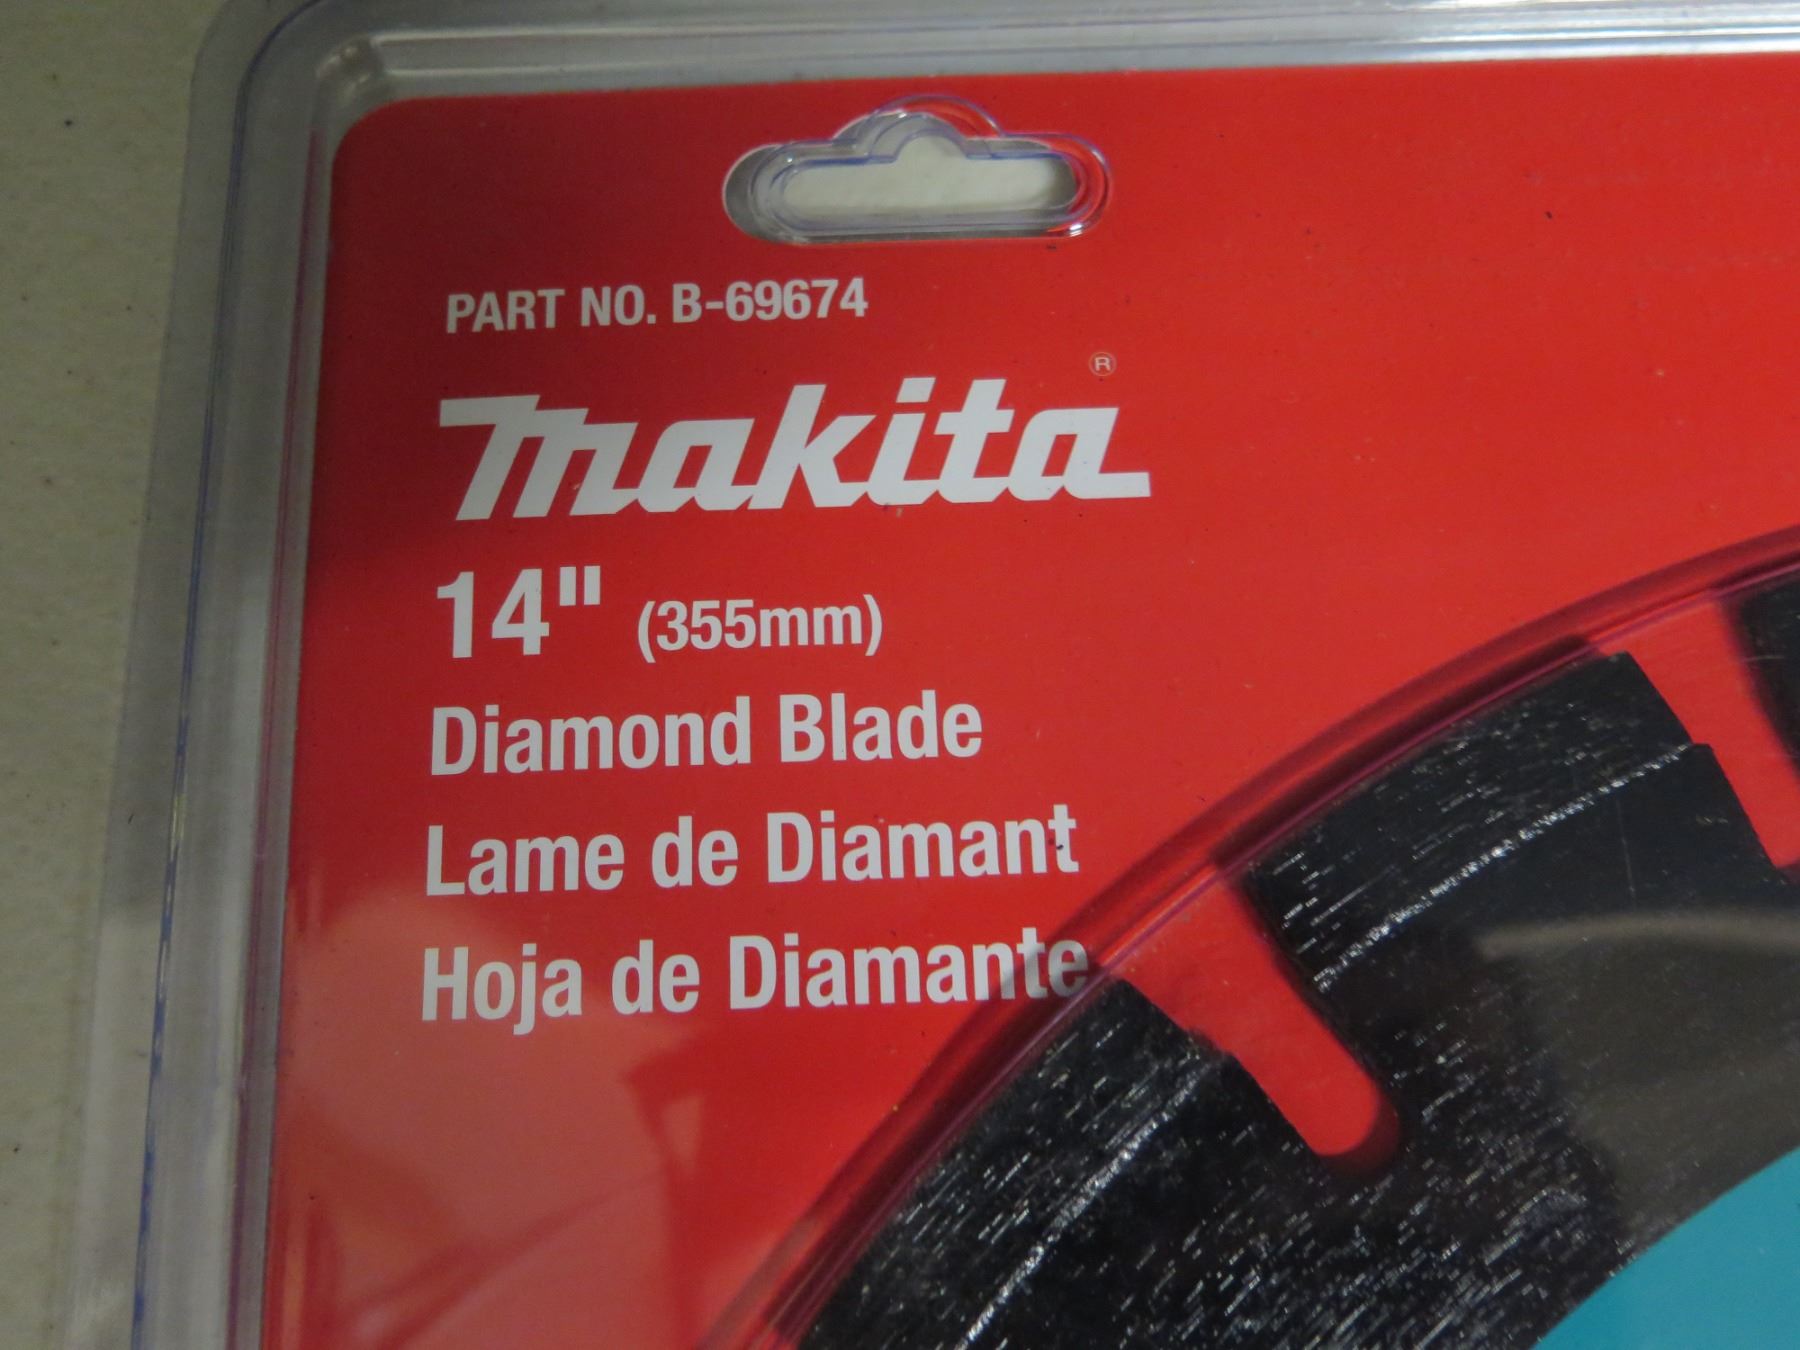 PART NO. B-69674
makita®
14" (355mm)
Diamond Blade
Lame de Diamant
Hoja de Diamante